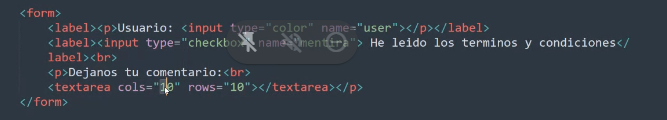 <form>
<label><p>Usuario: <input type="color" name="user"></p></label>
<label><input type="checkbox" name="mentira"> He leido los terminos y condiciones</
label><br>
<p>Dejanos tu comentario:<br>
<textarea cols="10" rows="10"></textarea></p>
</form>